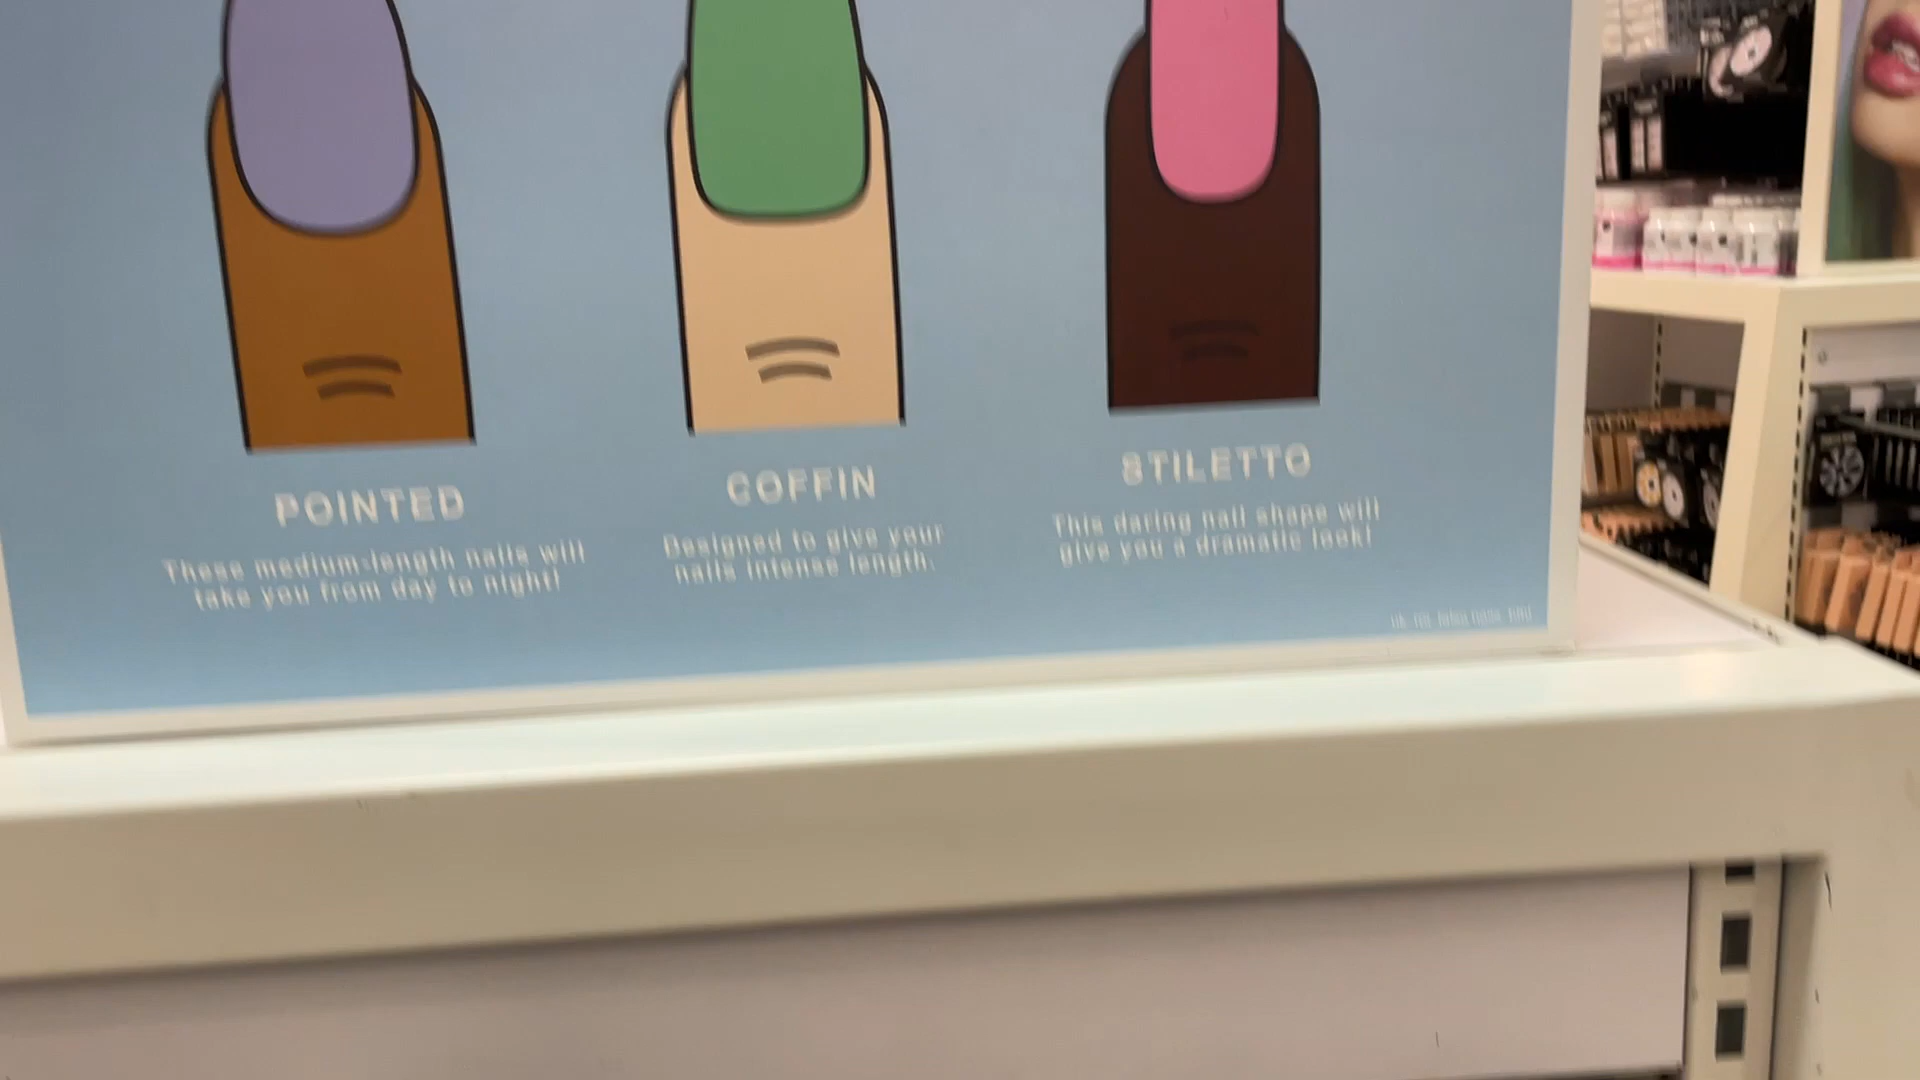 POINTED
These medium-length nails will
take you from day to night!
COFFIN
Designed to give your
nails intense length.
STILETTO
This daring nail shape will
give you a dramatic look!